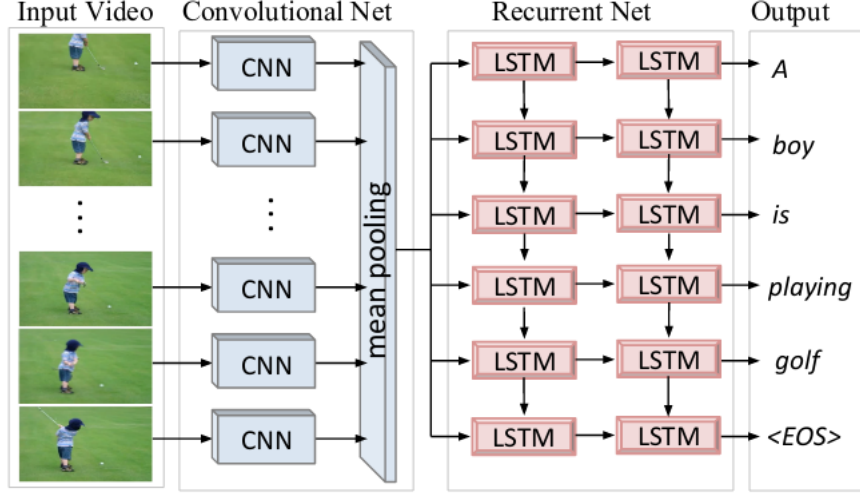 Input Video Convolutional Net Recurrent Net Output
CNN LSTM LSTM A
CNN LSTM LSTM boy
LSTM LSTM is
mean pooling
CNN LSTM LSTM playing
CNN LSTM LSTM golf
CNN LSTM LSTM <EOS>